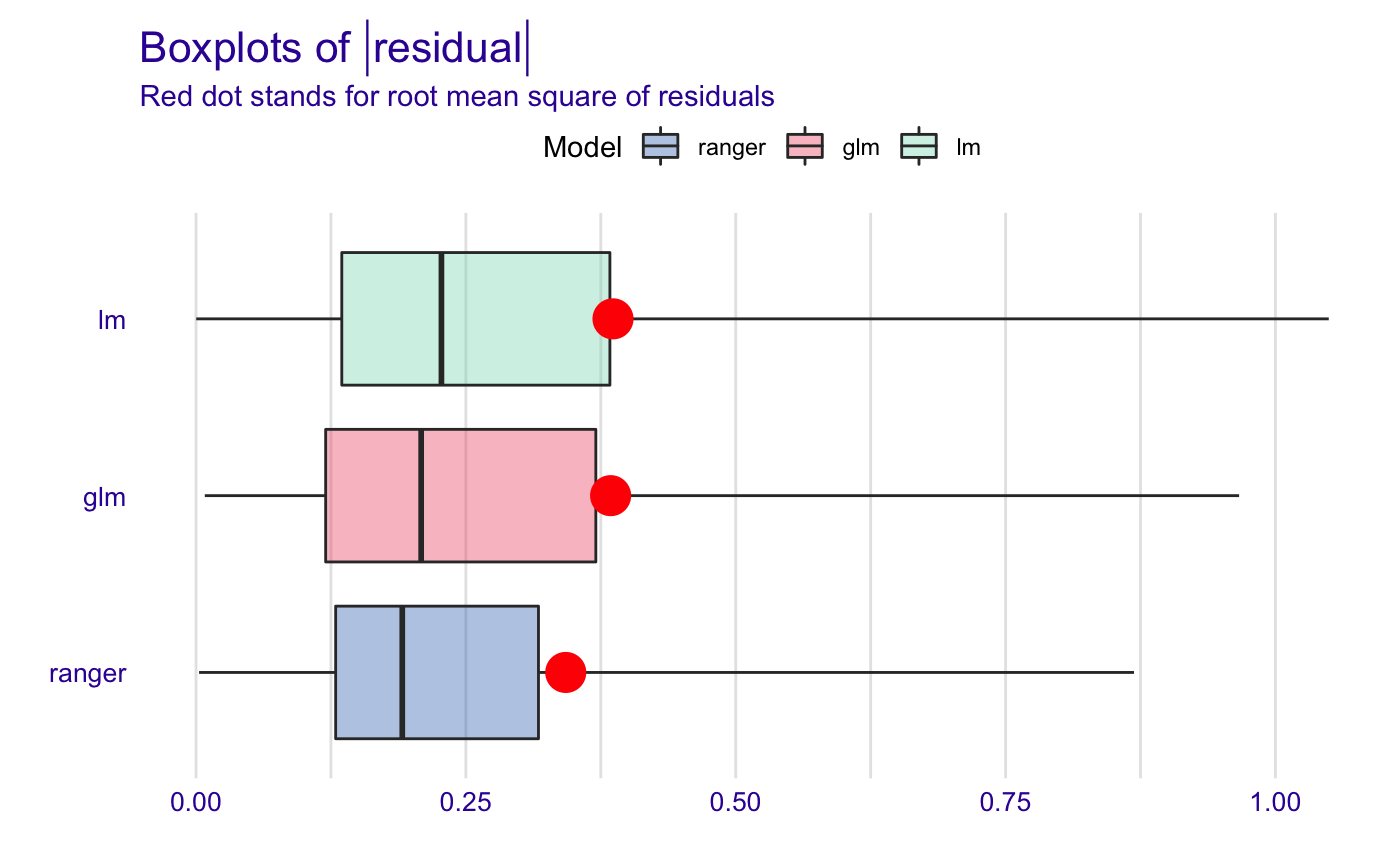 Boxplots of |residual|
Red dot stands for root mean square of residuals
Model ranger glm lm
lm
glm
ranger
0.00 0.25 0.50 0.75 1.00